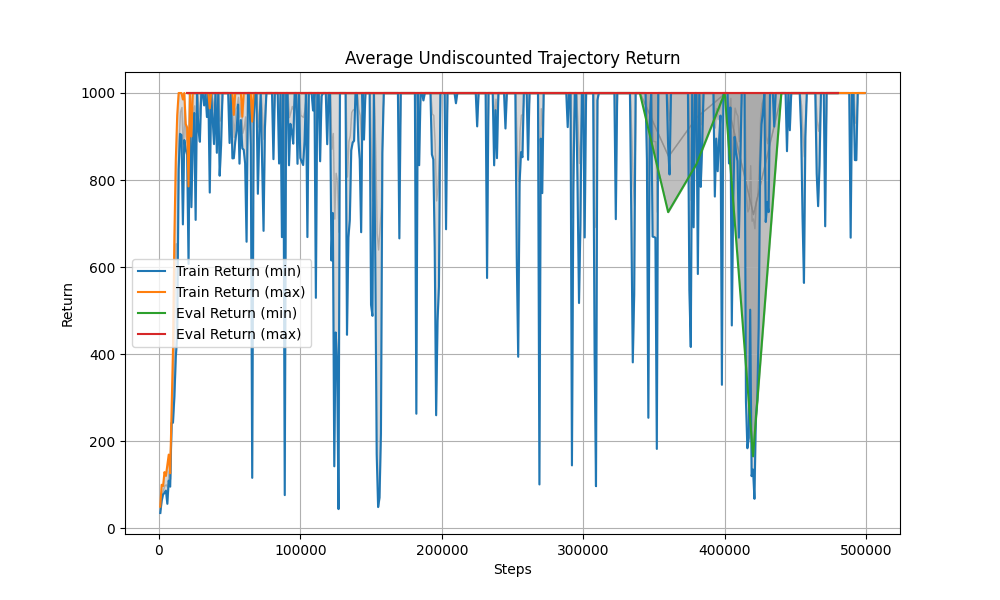 Average Undiscounted Trajectory Return
1000
800
600
400
200
0
Return
Train Return (min)
Train Return (max)
Eval Return (min)
Eval Return (max)
0
100000
200000
300000
400000
500000
Steps